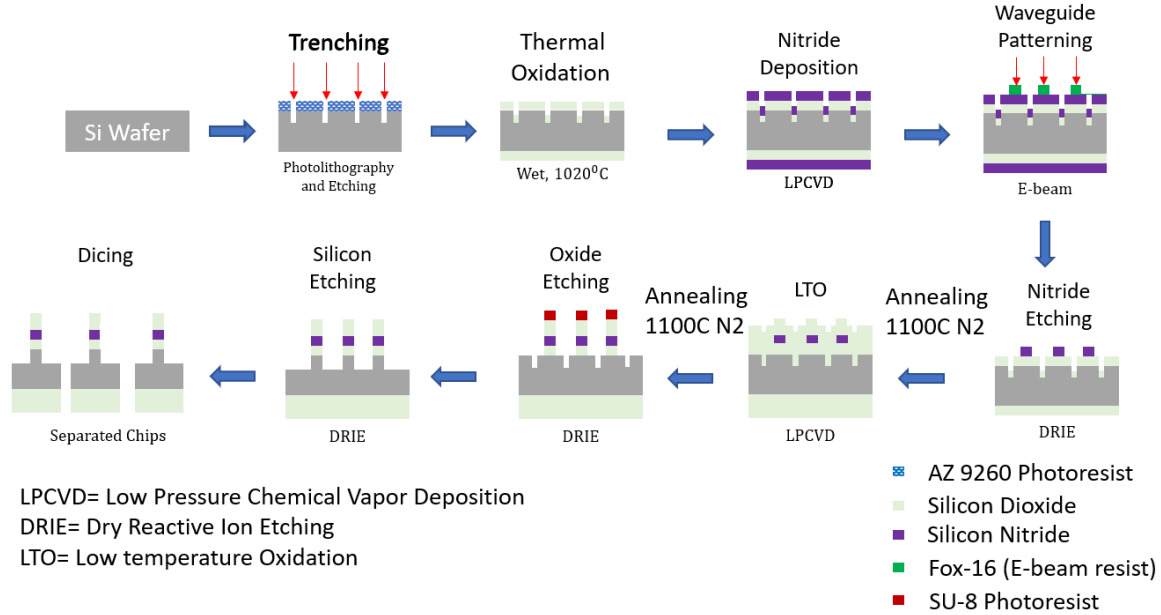 Trenching
Thermal
Oxidation
Nitride
Deposition
Waveguide
Patterning
Si Wafer
Photolithography
and Etching
Wet, 1020⁰C
LPCVD
E-beam
Dicing
Silicon
Etching
Oxide
Etching
Annealing
1100C N2
LTO
Annealing
1100C N2
Nitride
Etching
Separated Chips
DRIE
DRIE
LPCVD
DRIE
LPCVD= Low Pressure Chemical Vapor Deposition
DRIE= Dry Reactive Ion Etching
LTO= Low temperature Oxidation
AZ 9260 Photoresist
Silicon Dioxide
Silicon Nitride
Fox-16 (E-beam resist)
SU-8 Photoresist